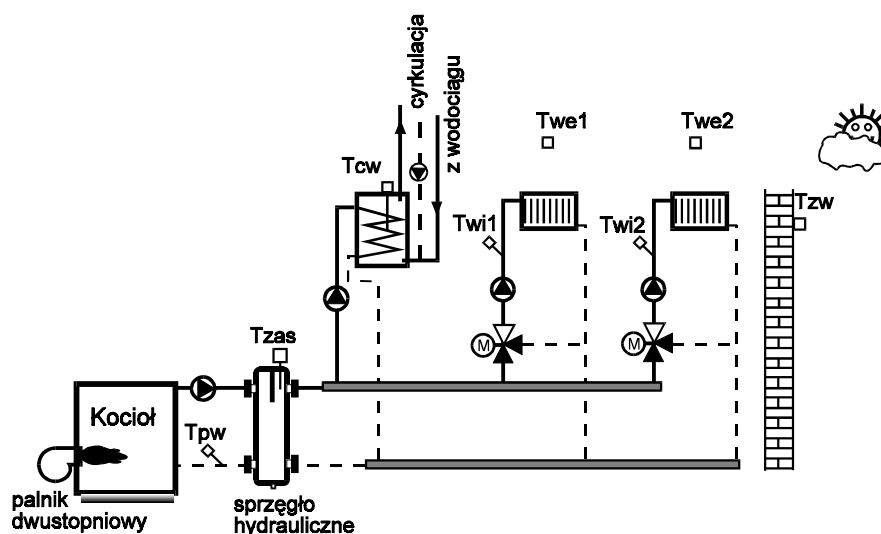 cyrkulacja
z wodociągu
Tcw
Twe1
Twe2
Tzw
Twi1
Twi2
M
M
Tzas
Kocioł
Tpw
palnik
dwustopniowy
sprzęgło
hydrauliczne